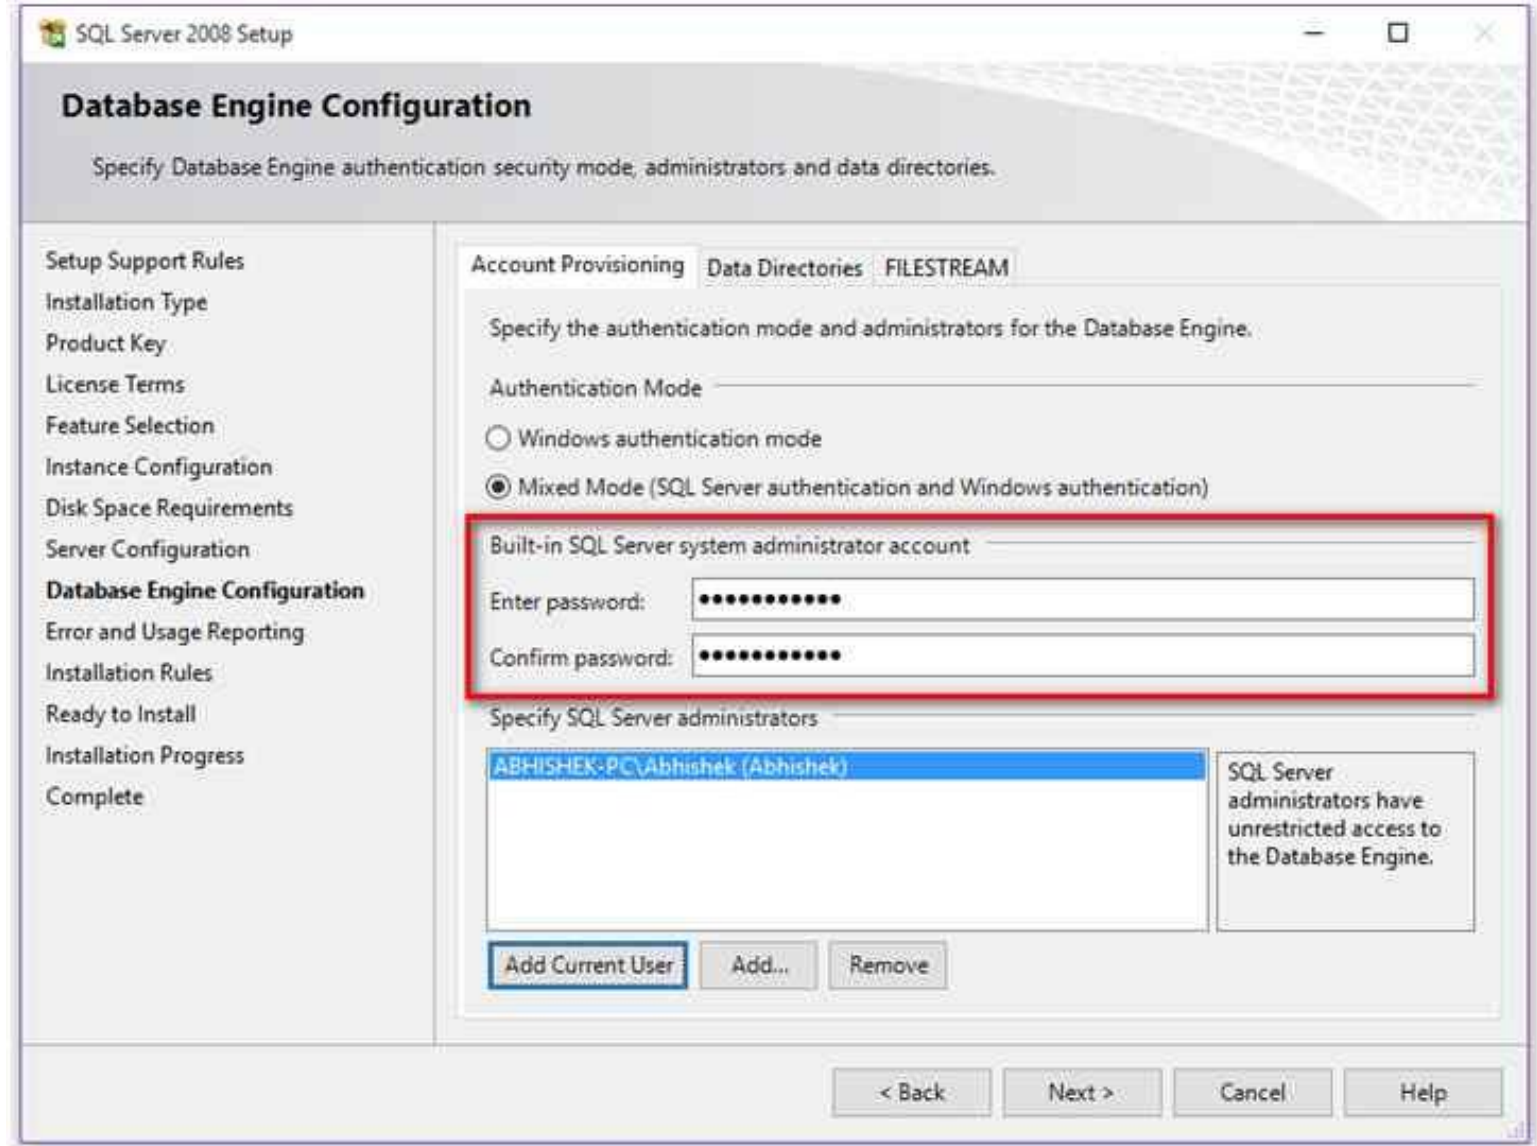 SQL Server 2008 Setup
Database Engine Configuration
Specify Database Engine authentication security mode, administrators and data directories.
Setup Support Rules
Installation Type
Product Key
License Terms
Feature Selection
Instance Configuration
Disk Space Requirements
Server Configuration
Database Engine Configuration
Error and Usage Reporting
Installation Rules
Ready to Install
Installation Progress
Complete
Account Provisioning Data Directories FILESTREAM
Specify the authentication mode and administrators for the Database Engine.
Authentication Mode
Windows authentication mode
Mixed Mode (SQL Server authentication and Windows authentication)
Built-in SQL Server system administrator account
Enter password: ●●●●●●●●●●●
Confirm password: ●●●●●●●●●●●
Specify SQL Server administrators
ABHISHEK-PC\Abhishek (Abhishek)
SQL Server
administrators have
unrestricted access to
the Database Engine.
Add Current User Add... Remove
< Back Next > Cancel Help